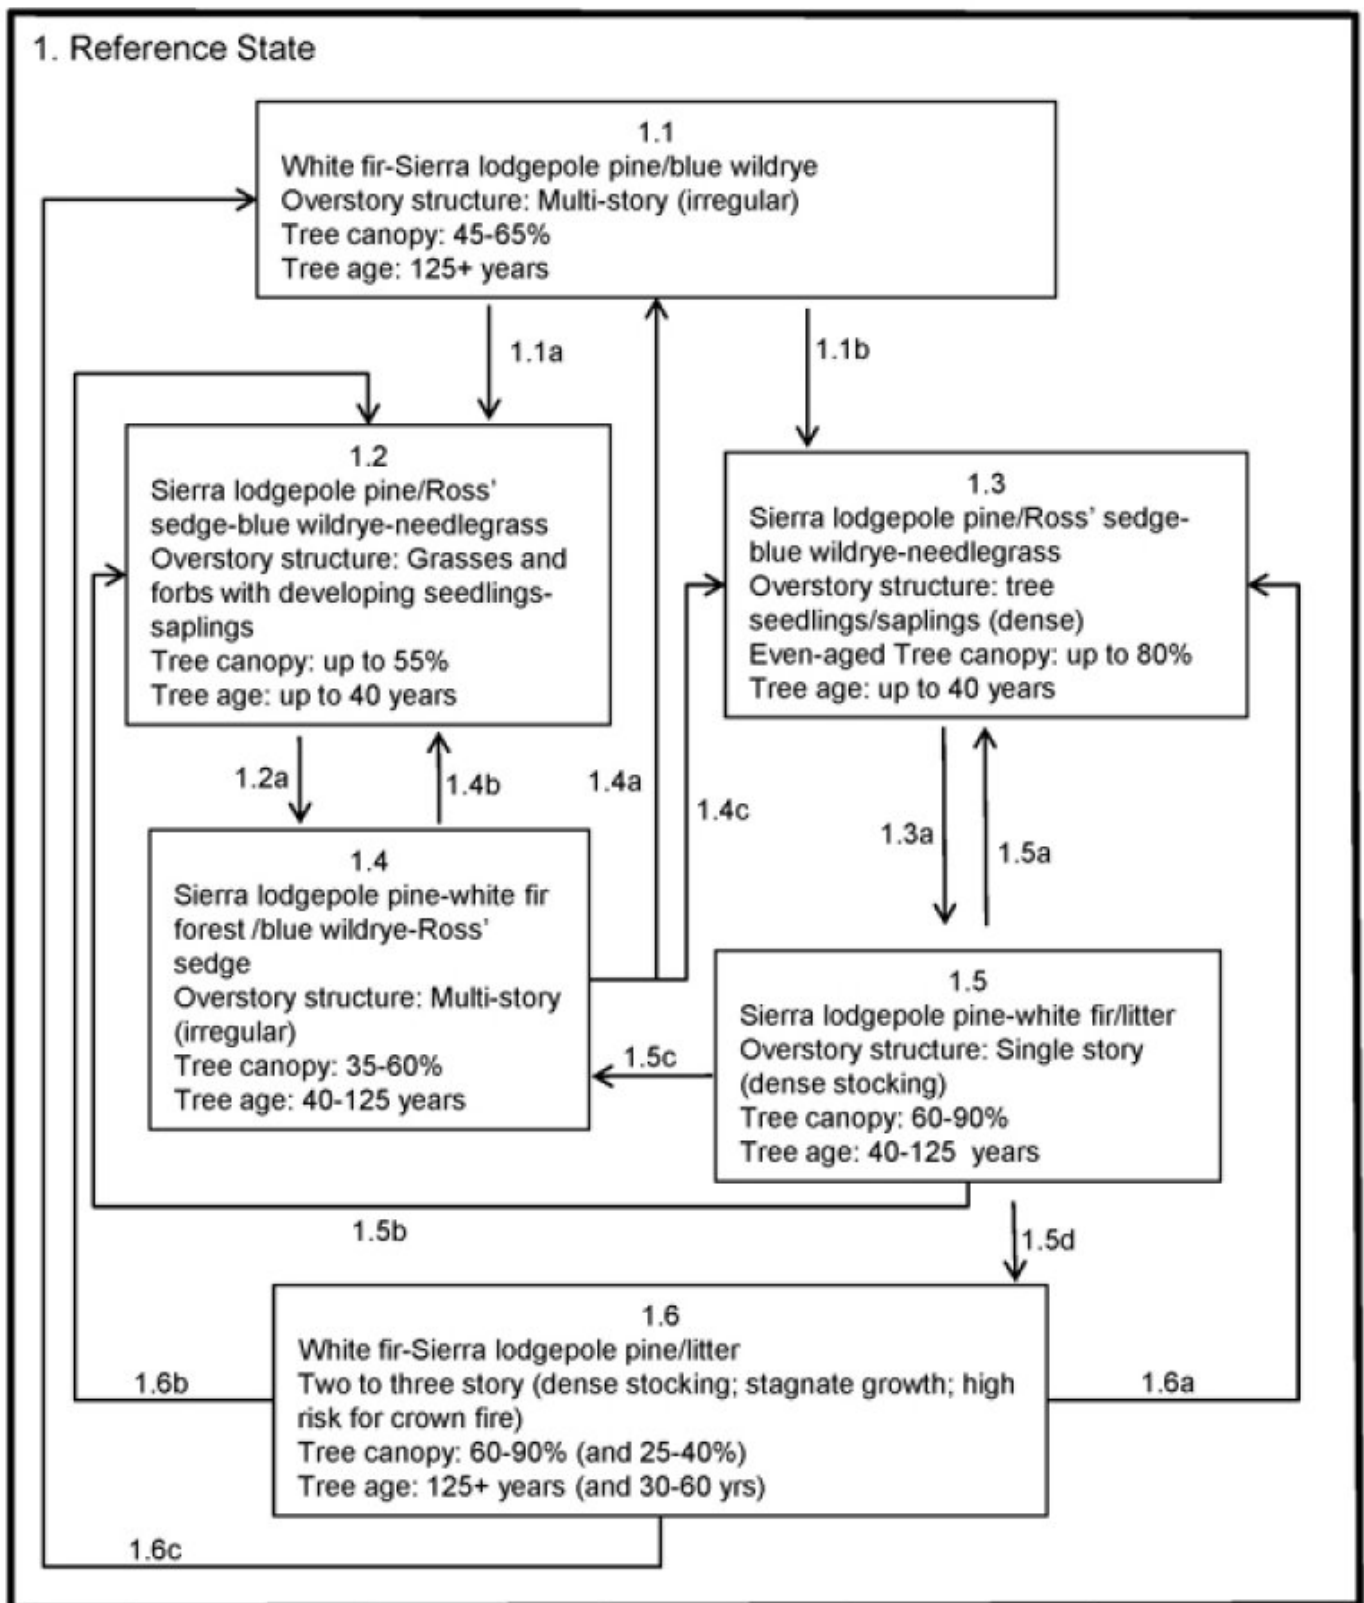 1. Reference State
1.1
White fir-Sierra lodgepole pine/blue wildrye
Overstory structure: Multi-story (irregular)
Tree canopy: 45-65%
Tree age: 125+ years
1.1a
1.1b
1.2
Sierra lodgepole pine/Ross’
sedge-blue wildrye-needlegrass
Overstory structure: Grasses and
forbs with developing seedlings-
saplings
Tree canopy: up to 55%
Tree age: up to 40 years
1.3
Sierra lodgepole pine/Ross’ sedge-
blue wildrye-needlegrass
Overstory structure: tree
seedlings/saplings (dense)
Even-aged Tree canopy: up to 80%
Tree age: up to 40 years
1.2a
1.4b
1.4a
1.4c
1.3a
1.5a
1.4
Sierra lodgepole pine-white fir
forest /blue wildrye-Ross’
sedge
Overstory structure: Multi-story
(irregular)
Tree canopy: 35-60%
Tree age: 40-125 years
1.5c
1.5
Sierra lodgepole pine-white fir/litter
Overstory structure: Single story
(dense stocking)
Tree canopy: 60-90%
Tree age: 40-125 years
1.5b
1.5d
1.6
White fir-Sierra lodgepole pine/litter
Two to three story (dense stocking; stagnate growth; high
risk for crown fire)
Tree canopy: 60-90% (and 25-40%)
Tree age: 125+ years (and 30-60 yrs)
1.6b
1.6a
1.6c